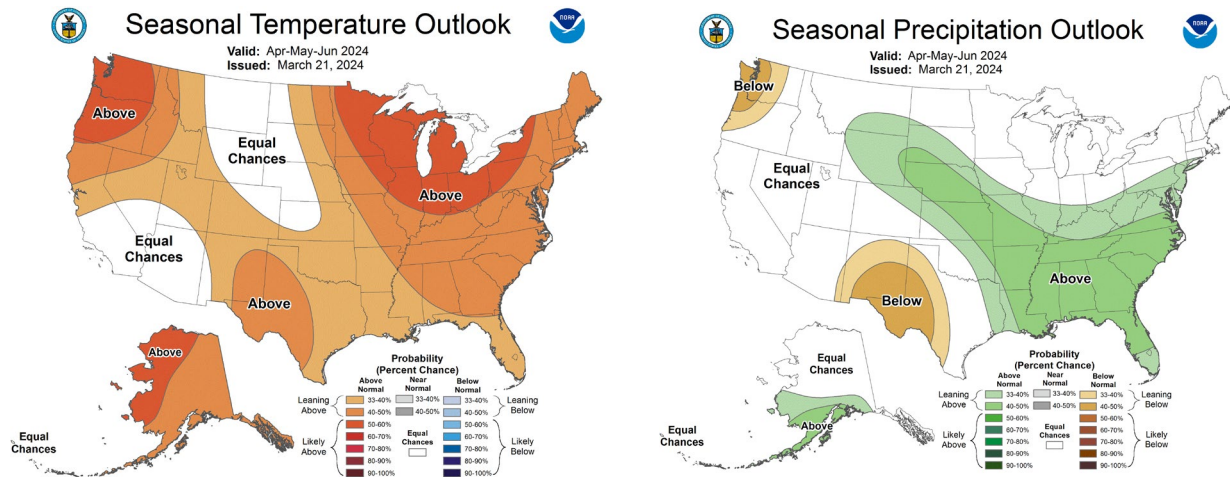 NOAA
Seasonal Temperature Outlook
Valid: Apr-May-Jun 2024
Issued: March 21, 2024
Above
Equal
Chances
Above
Equal
Chances
Above
Above
Equal
Chances
Probability
(Percent Chance)
Above
Normal
Near
Normal
Below
Normal
Leaning
Above
33-40%
33-40%
33-40%
Leaning
Below
40-50%
40-50%
40-50%
Likely
Above
50-60%
Equal
Chances
50-60%
Likely
Below
60-70%
60-70%
70-80%
70-80%
80-90%
80-90%
90-100%
90-100%
NOAA
Seasonal Precipitation Outlook
Valid: Apr-May-Jun 2024
Issued: March 21, 2024
Below
Equal
Chances
Above
Below
Equal
Chances
Above
Equal
Chances
Probability
(Percent Chance)
Above
Normal
Near
Normal
Below
Normal
Leaning
Above
33-40%
33-40%
33-40%
Leaning
Below
40-50%
40-50%
40-50%
Likely
Above
50-60%
Equal
Chances
50-60%
Likely
Below
60-70%
60-70%
70-80%
70-80%
80-90%
80-90%
90-100%
90-100%